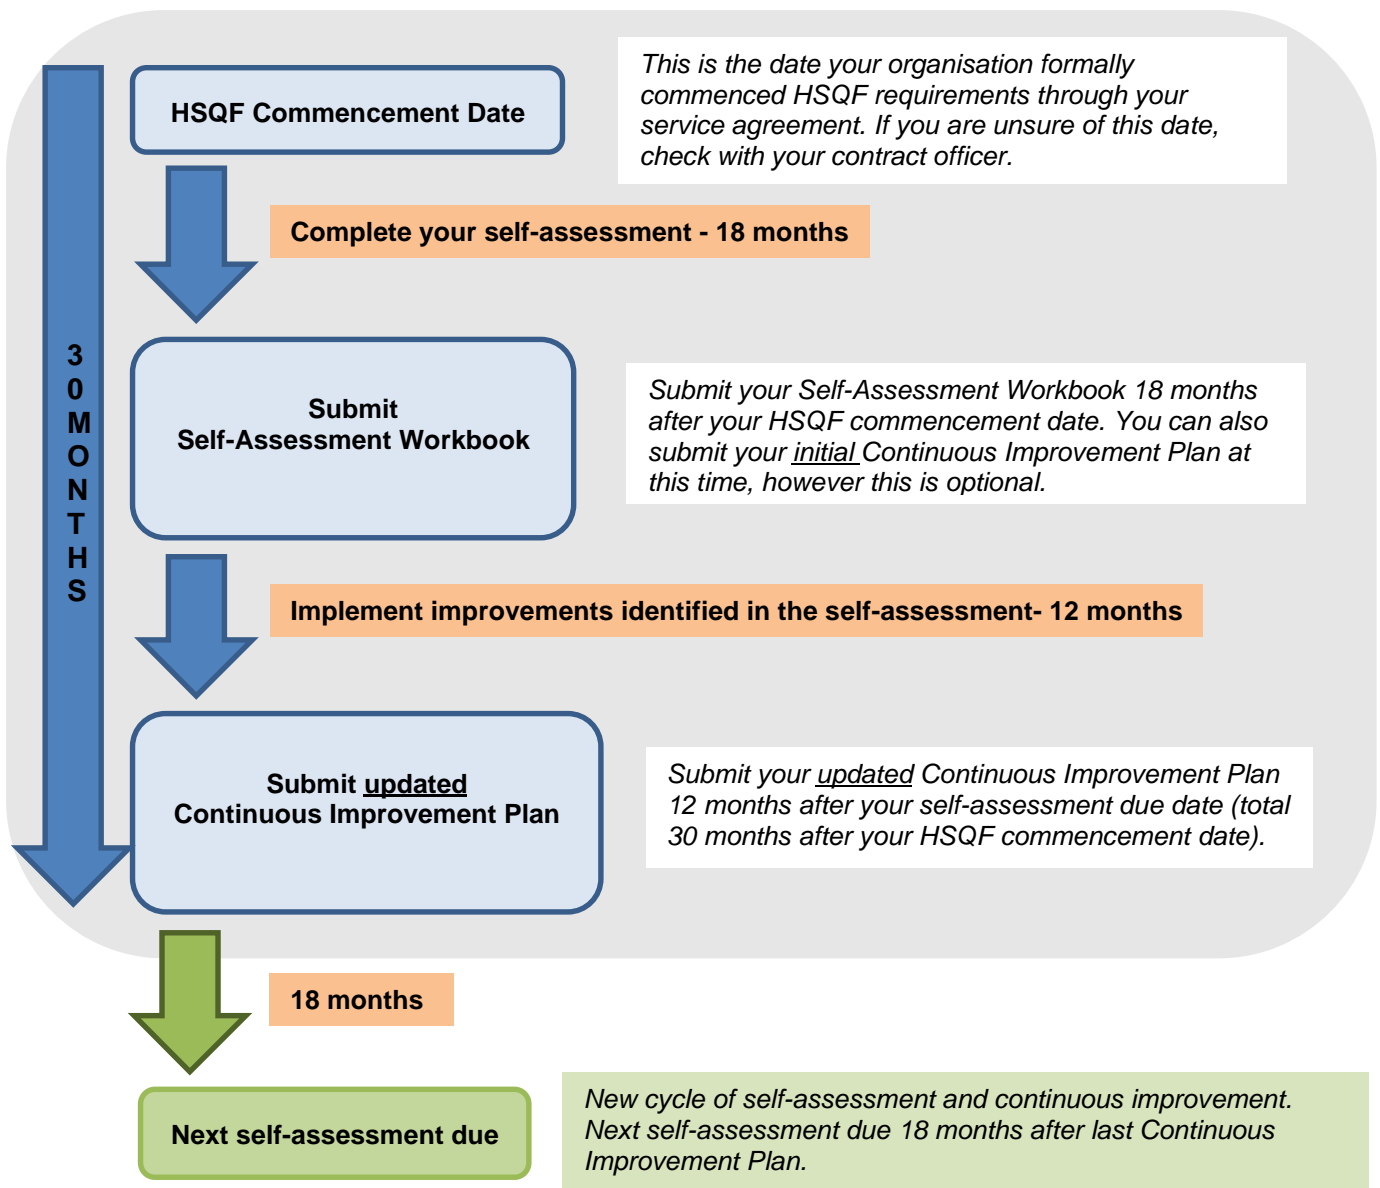 HSQF Commencement Date
This is the date your organisation formally
commenced HSQF requirements through your
service agreement. If you are unsure of this date,
check with your contract officer.
Complete your self-assessment - 18 months
3
0
M
O
N
T
H
S
Submit
Self-Assessment Workbook
Submit your Self-Assessment Workbook 18 months
after your HSQF commencement date. You can also
submit your initial Continuous Improvement Plan at
this time, however this is optional.
Implement improvements identified in the self-assessment- 12 months
Submit updated
Continuous Improvement Plan
Submit your updated Continuous Improvement Plan
12 months after your self-assessment due date (total
30 months after your HSQF commencement date).
18 months
Next self-assessment due
New cycle of self-assessment and continuous improvement.
Next self-assessment due 18 months after last Continuous
Improvement Plan.